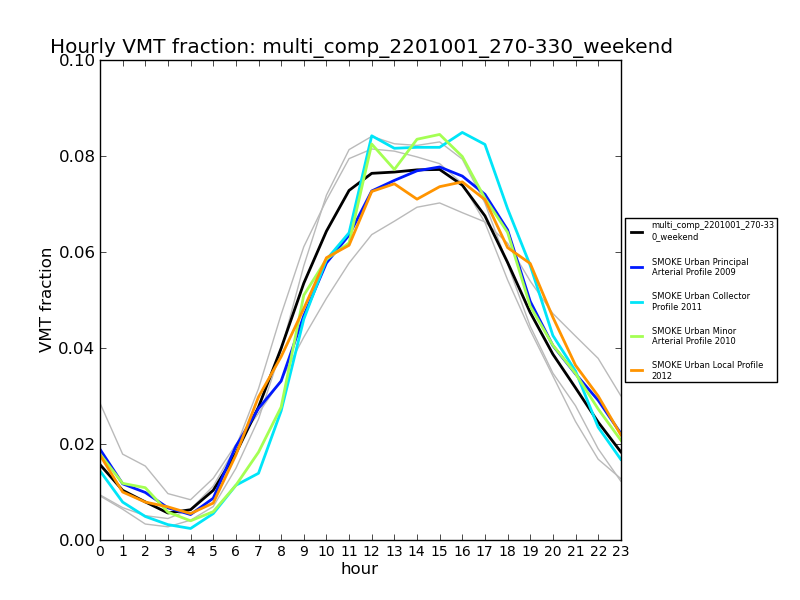 Hourly VMT fraction: multi_comp_2201001_270-330_weekend
0.10
0.08
0.06
0.04
0.02
0.00
VMT fraction
0 1 2 3 4 5 6 7 8 9 10 11 12 13 14 15 16 17 18 19 20 21 22 23
hour
multi_comp_2201001_270-33
0_weekend
SMOKE Urban Principal
Arterial Profile 2009
SMOKE Urban Collector
Profile 2011
SMOKE Urban Minor
Arterial Profile 2010
SMOKE Urban Local Profile
2012